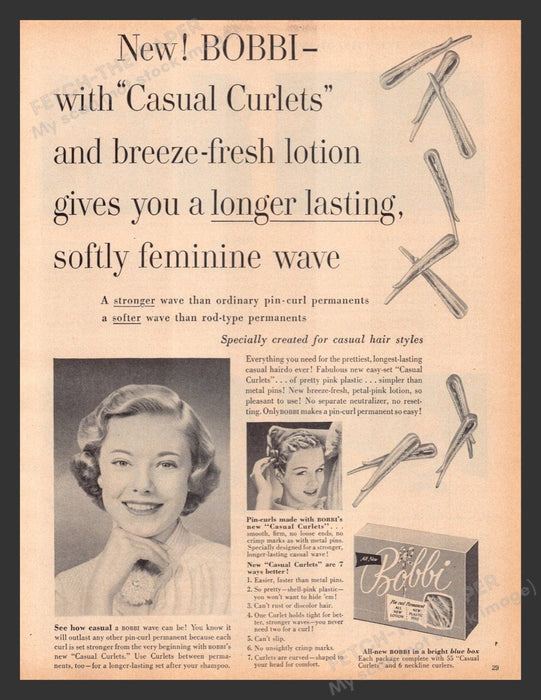 New! BOBBI–
with "Casual Curlets"
and breeze-fresh lotion
gives you a longer lasting,
softly feminine wave
A stronger wave than ordinary pin-curl permanents
a softer wave than rod-type permanents
Specially created for casual hair styles
Everything you need for the prettiest, longest-lasting
casual hairdo ever! Fabulous new easy-set "Casual
Curlets"... of pretty pink plastic... simpler than
metal pins! New breeze-fresh, petal-pink lotion, so
pleasant to use! No separate neutralizer, no reset-
ting. Only BOBBI makes a pin-curl permanent so easy!
Pin-curls made with BOBBI's
new "Casual Curlets"...
smooth, firm, no loose ends, no
crimp marks as with metal pins.
Specially designed for a stronger,
longer-lasting casual wave!
New "Casual Curlets" are 7
ways better!
1. Easier, faster than metal pins.
2. So pretty–shell-pink plastic–
you won't want to hide 'em!
3. Can't rust or discolor hair.
4. One Curlet holds tight for bet-
ter, stronger waves–you never
need two for a curl!
5. Can't slip.
6. No unsightly crimp marks.
7. Curlets are curved–shaped to
your head for comfort.
See how casual a BOBBI wave can be! You know it
will outlast any other pin-curl permanent because each
curl is set stronger from the very beginning with BOBBI's
new "Casual Curlets." Use Curlets between perma-
nents, too–for a longer-lasting set after your shampoo.
All New
Bobbi
Pin-curl Permanent
ALL NEW LOTION
NEW PLASTIC
All-new BOBBI in a bright blue box
Each package complete with 55 "Casual
Curlets" and 6 neckline curlers.
29
FETCH-THE-PAPER